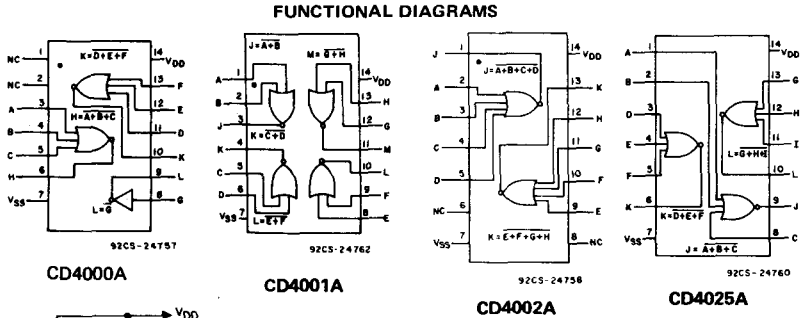 FUNCTIONAL DIAGRAMS
NC 1
NC 2
A 3
B 4
C 5
H 6
VSS 7
14 VDD
13 F
12 E
11 D
10 K
9 L
8 G
K=D+E+F
H=A+B+C
L=G
92CS-24757
CD4000A
A 1
B 2
J 3
K 4
C 5
D 6
VSS 7
14 VDD
13 H
12 G
11 M
10 L
9 F
8 E
J=A+B
M=G+H
K=C+D
L=E+F
92CS-24762
CD4001A
J 1
A 2
B 3
C 4
D 5
NC 6
VSS 7
14 VDD
13 K
12 H
11 G
10 F
9 E
8 NC
J=A+B+C+D
K=E+F+G+H
92CS-24758
CD4002A
A 1
B 2
D 3
E 4
F 5
K 6
VSS 7
14 VDD
13 G
12 H
11 I
10 L
9 J
8 C
L=G+H+I
K=D+E+F
J=A+B+C
92CS-24760
CD4025A
VDD